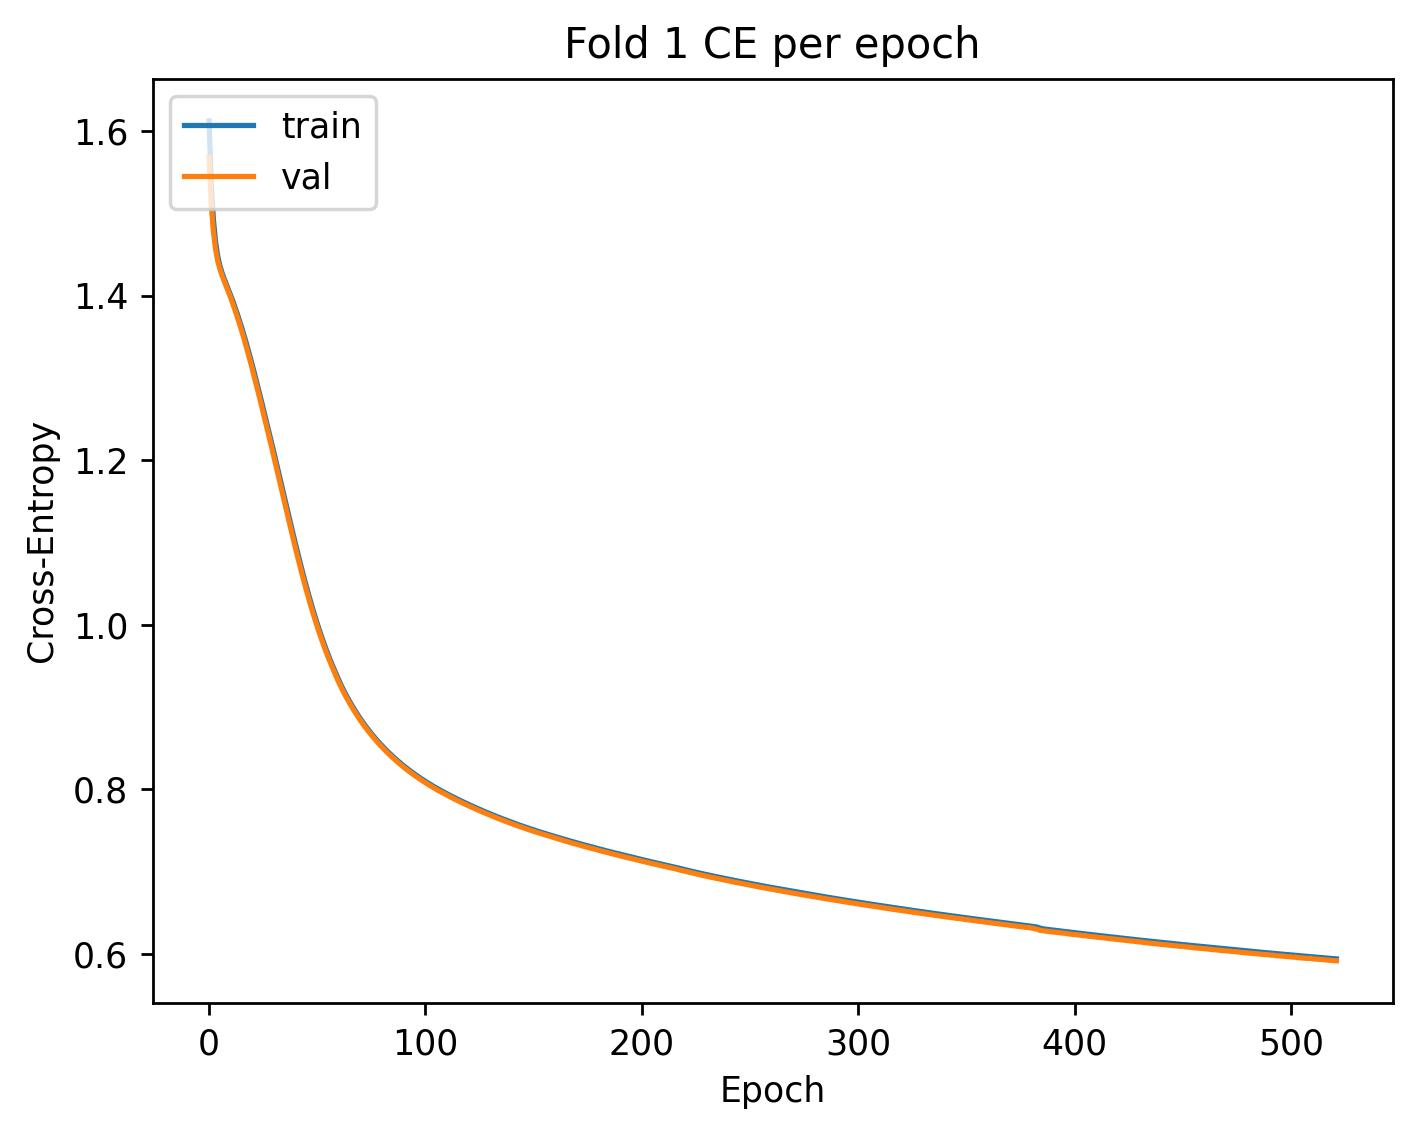 Fold 1 CE per epoch
train
val
1.6
1.4
1.2
1.0
0.8
0.6
Cross-Entropy
0 100 200 300 400 500
Epoch